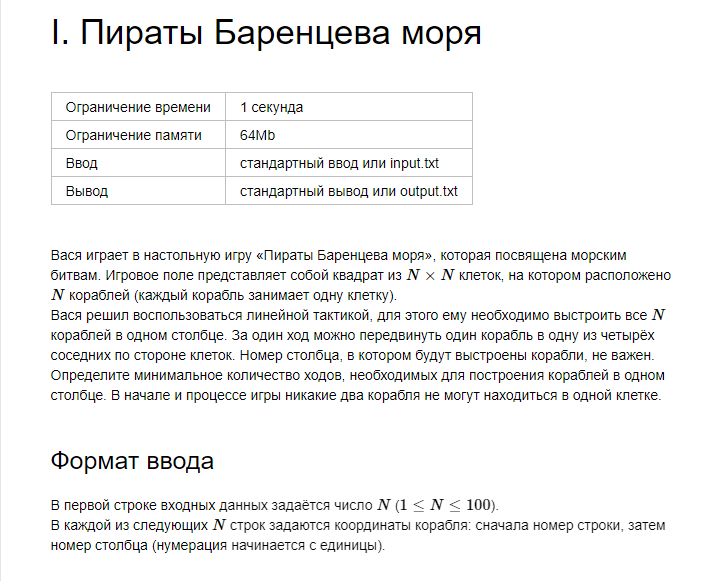 I. Пираты Баренцева моря
Ограничение времени 1 секунда
Ограничение памяти 64Mb
Ввод стандартный ввод или input.txt
Вывод стандартный вывод или output.txt
Вася играет в настольную игру «Пираты Баренцева моря», которая посвящена морским
битвам. Игровое поле представляет собой квадрат из N × N клеток, на котором расположено
N кораблей (каждый корабль занимает одну клетку).
Вася решил воспользоваться линейной тактикой, для этого ему необходимо выстроить все N
кораблей в одном столбце. За один ход можно передвинуть один корабль в одну из четырёх
соседних по стороне клеток. Номер столбца, в котором будут выстроены корабли, не важен.
Определите минимальное количество ходов, необходимых для построения кораблей в одном
столбце. В начале и процессе игры никакие два корабля не могут находиться в одной клетке.
Формат ввода
В первой строке входных данных задаётся число N (1 ≤ N ≤ 100).
В каждой из следующих N строк задаются координаты корабля: сначала номер строки, затем
номер столбца (нумерация начинается с единицы).